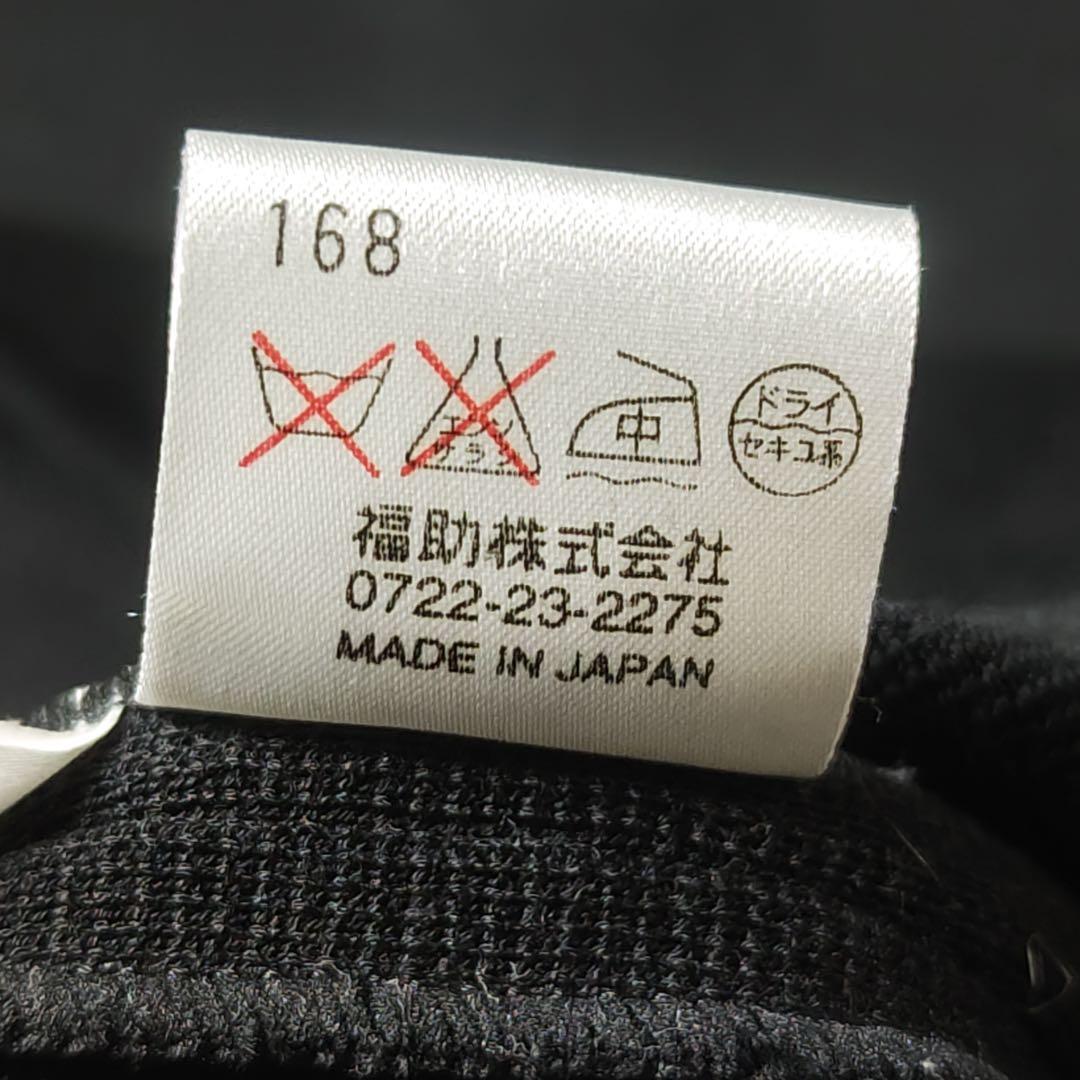 168
エンソ
サラシ
中
ドライ
セキユ系
福助株式会社
0722-23-2275
MADE IN JAPAN